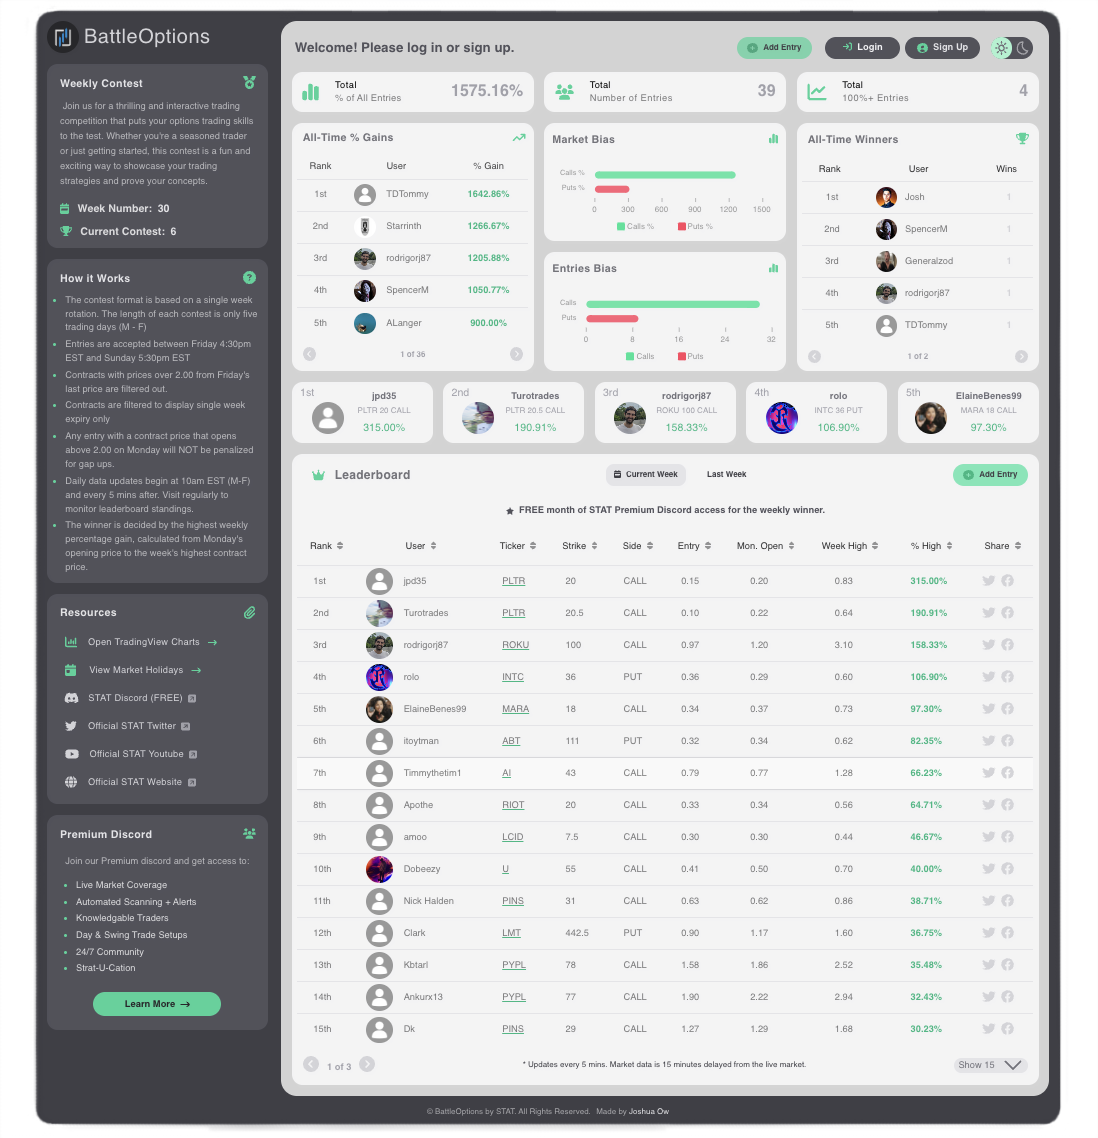 BattleOptions
Weekly Contest
Join us for a thrilling and interactive trading
competition that puts your options trading skills
to the test. Whether you're a seasoned trader
or just getting started, this contest is a fun and
exciting way to showcase your trading
strategies and prove your concepts.
Week Number: 30
Current Contest: 6
How it Works
The contest format is based on a single week
rotation. The length of each contest is only five
trading days (M - F)
Entries are accepted between Friday 4:30pm
EST and Sunday 5:30pm EST
Contracts with prices over 2.00 from Friday's
last price are filtered out.
Contracts are filtered to display single week
expiry only
Any entry with a contract price that opens
above 2.00 on Monday will NOT be penalized
for gap ups.
Daily data updates begin at 10am EST (M-F)
and every 5 mins after. Visit regularly to
monitor leaderboard standings.
The winner is decided by the highest weekly
percentage gain, calculated from Monday's
opening price to the week's highest contract
price.
Resources
Open TradingView Charts →
View Market Holidays →
STAT Discord (FREE)
Official STAT Twitter
Official STAT Youtube
Official STAT Website
Premium Discord
Join our Premium discord and get access to:
Live Market Coverage
Automated Scanning + Alerts
Knowledgable Traders
Day & Swing Trade Setups
24/7 Community
Strat-U-Cation
Learn More →
Welcome! Please log in or sign up.
Add Entry
Login
Sign Up
Total
% of All Entries
1575.16%
Total
Number of Entries
39
Total
100%+ Entries
4
All-Time % Gains
Rank User % Gain
1st TDTommy 1642.86%
2nd Starrinth 1266.67%
3rd rodrigorj87 1205.88%
4th SpencerM 1050.77%
5th ALanger 900.00%
1 of 36
Market Bias
Calls %
Puts %
0 300 600 900 1200 1500
Calls % Puts %
Entries Bias
Calls
Puts
0 8 16 24 32
Calls Puts
All-Time Winners
Rank User Wins
1st Josh 1
2nd SpencerM 1
3rd Generalzod 1
4th rodrigorj87 1
5th TDTommy 1
1 of 2
1st jpd35
PLTR 20 CALL
315.00%
2nd Turotrades
PLTR 20.5 CALL
190.91%
3rd rodrigorj87
ROKU 100 CALL
158.33%
4th rolo
INTC 36 PUT
106.90%
5th ElaineBenes99
MARA 18 CALL
97.30%
Leaderboard
Current Week
Last Week
Add Entry
★ FREE month of STAT Premium Discord access for the weekly winner.
Rank User Ticker Strike Side Entry Mon. Open Week High % High Share
1st jpd35 PLTR 20 CALL 0.15 0.20 0.83 315.00%
2nd Turotrades PLTR 20.5 CALL 0.10 0.22 0.64 190.91%
3rd rodrigorj87 ROKU 100 CALL 0.97 1.20 3.10 158.33%
4th rolo INTC 36 PUT 0.36 0.29 0.60 106.90%
5th ElaineBenes99 MARA 18 CALL 0.34 0.37 0.73 97.30%
6th itoytman ABT 111 PUT 0.32 0.34 0.62 82.35%
7th Timmythetim1 AI 43 CALL 0.79 0.77 1.28 66.23%
8th Apothe RIOT 20 CALL 0.33 0.34 0.56 64.71%
9th amoo LCID 7.5 CALL 0.30 0.30 0.44 46.67%
10th Dobeezy U 55 CALL 0.41 0.50 0.70 40.00%
11th Nick Halden PINS 31 CALL 0.63 0.62 0.86 38.71%
12th Clark LMT 442.5 PUT 0.90 1.17 1.60 36.75%
13th Kbtarl PYPL 78 CALL 1.58 1.86 2.52 35.48%
14th Ankurx13 PYPL 77 CALL 1.90 2.22 2.94 32.43%
15th Dk PINS 29 CALL 1.27 1.29 1.68 30.23%
1 of 3
* Updates every 5 mins. Market data is 15 minutes delayed from the live market.
Show 15
© BattleOptions by STAT. All Rights Reserved. Made by Joshua Ow